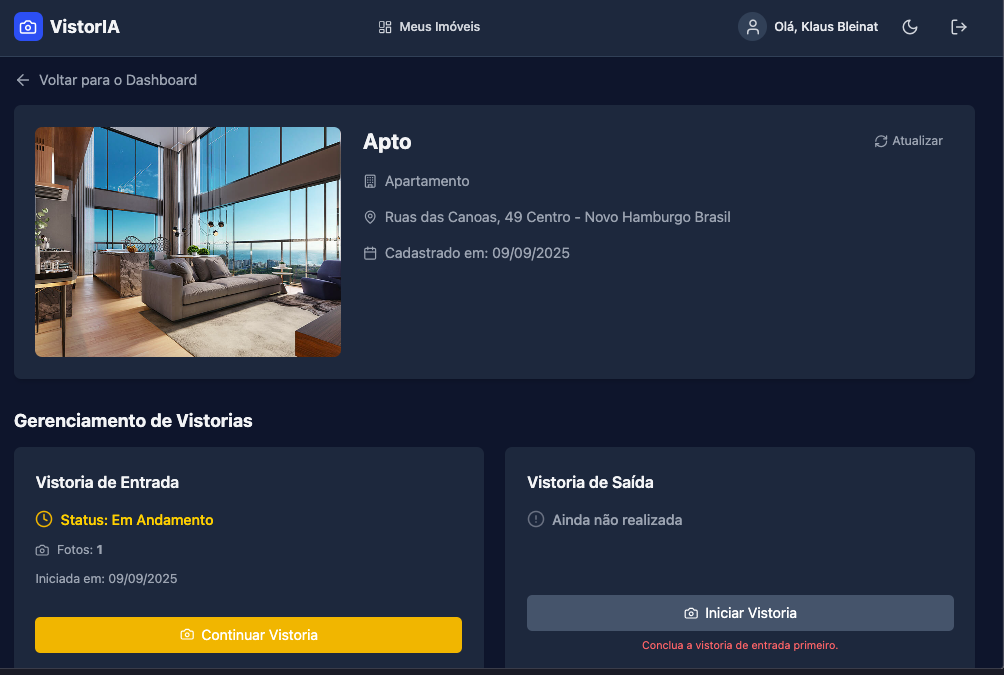 VistorIA
Meus Imóveis
Olá, Klaus Bleinat
Voltar para o Dashboard
Apto
Atualizar
Apartamento
Ruas das Canoas, 49 Centro - Novo Hamburgo Brasil
Cadastrado em: 09/09/2025
Gerenciamento de Vistorias
Vistoria de Entrada
Status: Em Andamento
Fotos: 1
Iniciada em: 09/09/2025
Continuar Vistoria
Vistoria de Saída
Ainda não realizada
Iniciar Vistoria
Conclua a vistoria de entrada primeiro.